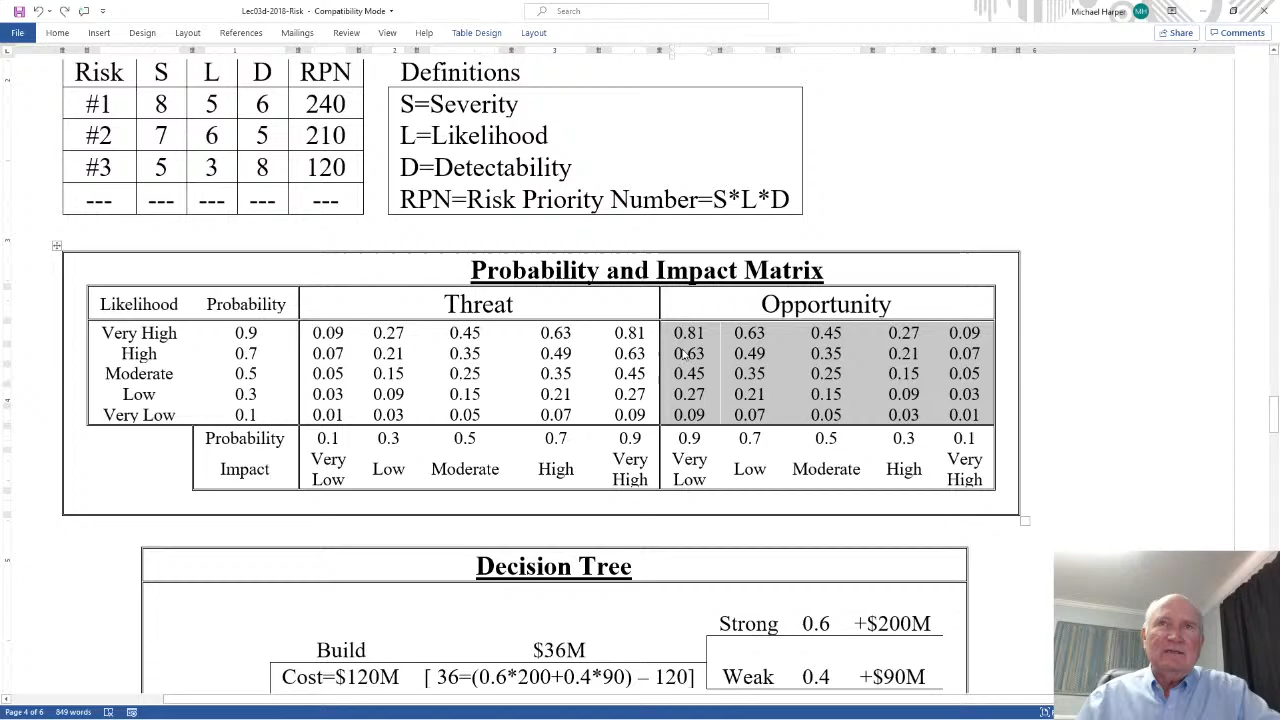 Lec03d-2018-Risk - Compatibility Mode
Search
Michael Harper MH
File Home Insert Design Layout References Mailings Review View Help Table Design Layout Share Comments
1 2 3 6 7
Risk S L D RPN
#1 8 5 6 240
#2 7 6 5 210
#3 5 3 8 120
--- --- --- --- ---
Definitions
S=Severity
L=Likelihood
D=Detectability
RPN=Risk Priority Number=S*L*D
Probability and Impact Matrix
Likelihood Probability Threat Opportunity
Very High 0.9 0.09 0.27 0.45 0.63 0.81 0.81 0.63 0.45 0.27 0.09
High 0.7 0.07 0.21 0.35 0.49 0.63 0.63 0.49 0.35 0.21 0.07
Moderate 0.5 0.05 0.15 0.25 0.35 0.45 0.45 0.35 0.25 0.15 0.05
Low 0.3 0.03 0.09 0.15 0.21 0.27 0.27 0.21 0.15 0.09 0.03
Very Low 0.1 0.01 0.03 0.05 0.07 0.09 0.09 0.07 0.05 0.03 0.01
Probability 0.1 0.3 0.5 0.7 0.9 0.9 0.7 0.5 0.3 0.1
Impact Very Low Low Moderate High Very High Very Low Low Moderate High Very High
Decision Tree
Strong 0.6 +$200M
Build $36M
Cost=$120M [ 36=(0.6*200+0.4*90) – 120] Weak 0.4 +$90M
Page 4 of 6 849 words